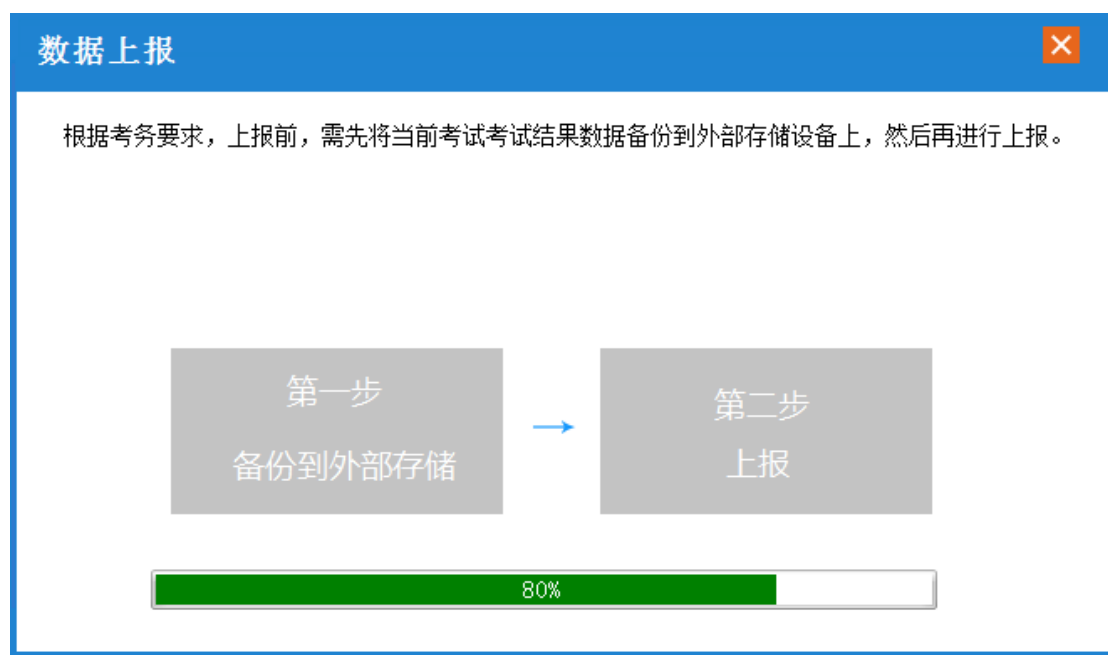 数据上报
根据考务要求，上报前，需先将当前考试考试结果数据备份到外部存储设备上，然后再进行上报。
第一步
备份到外部存储
第二步
上报
80%